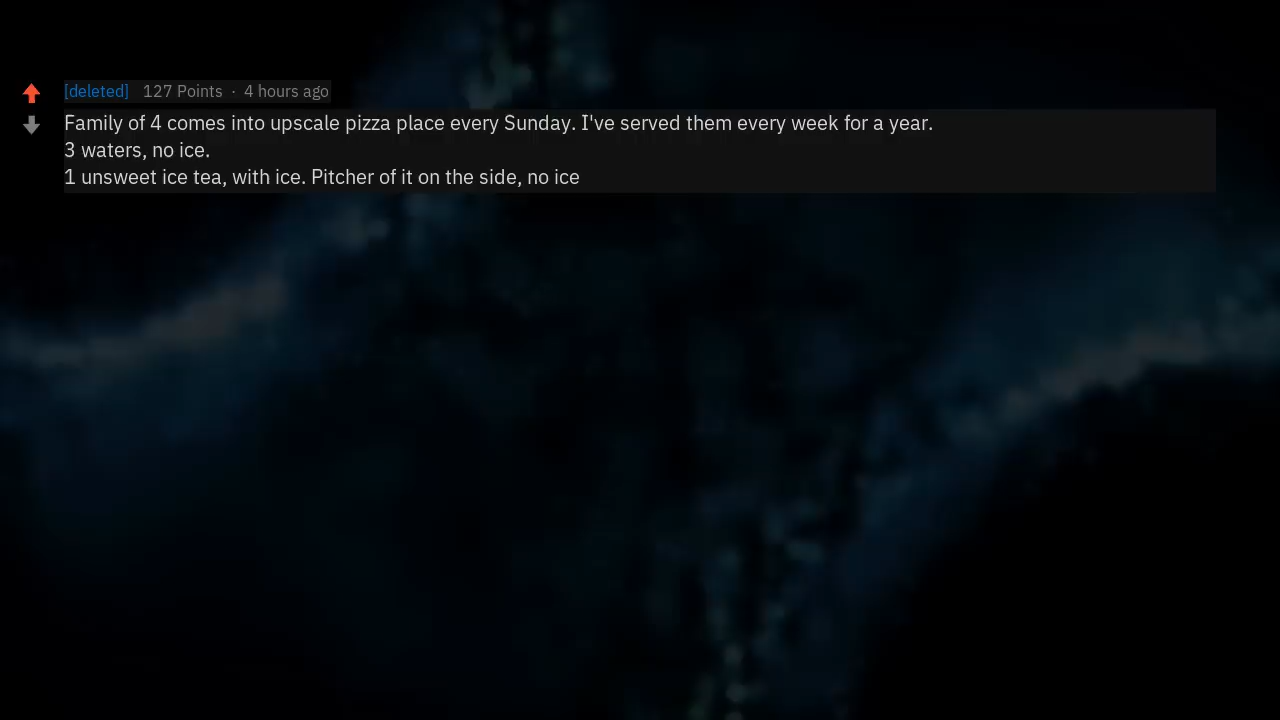 [deleted] 127 Points · 4 hours ago
Family of 4 comes into upscale pizza place every Sunday. I've served them every week for a year.
3 waters, no ice.
1 unsweet ice tea, with ice. Pitcher of it on the side, no ice